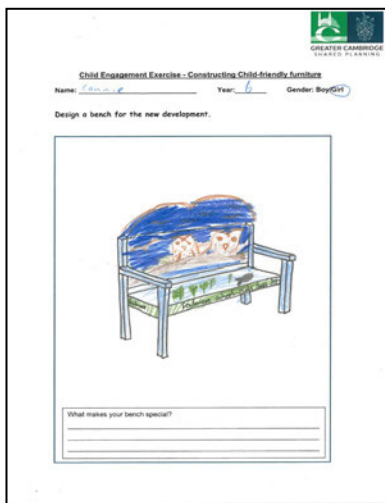 GREATER CAMBRIDGE
SHARED PLANNING
Child Engagement Exercise - Constructing Child-friendly furniture
Name: Connie Year: 6 Gender: Boy/Girl
Design a bench for the new development.
What makes your bench special?